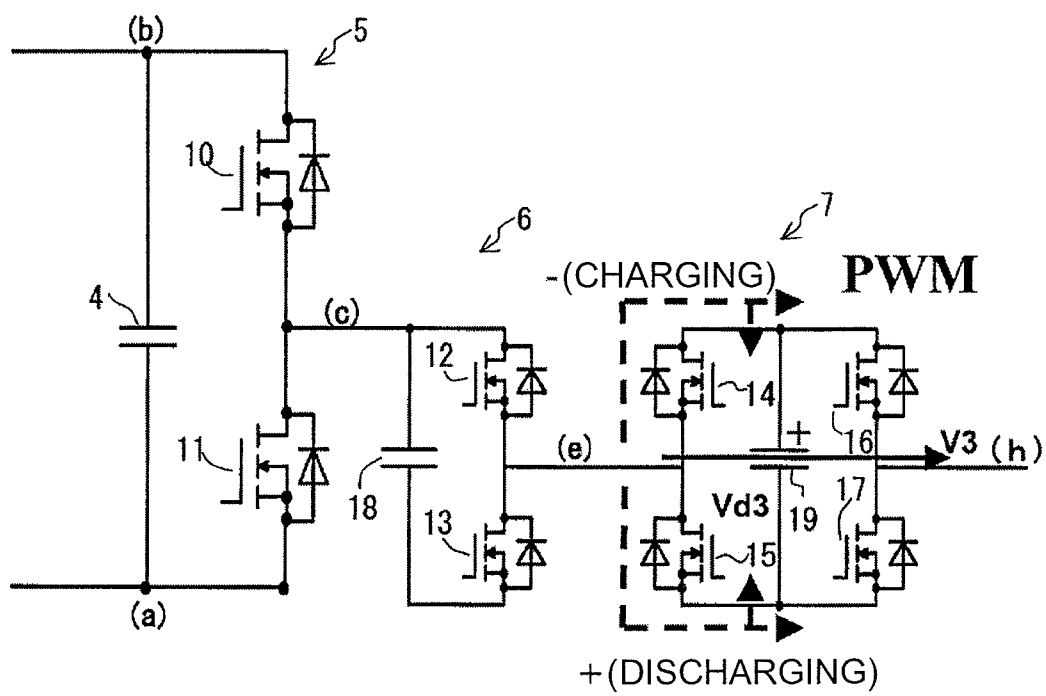 (b)
5
10
6
7
-(CHARGING)
PWM
4
(c)
12
14
16
11
18
(e)
+
V3
(h)
13
Vd3
19
17
15
(a)
+(DISCHARGING)